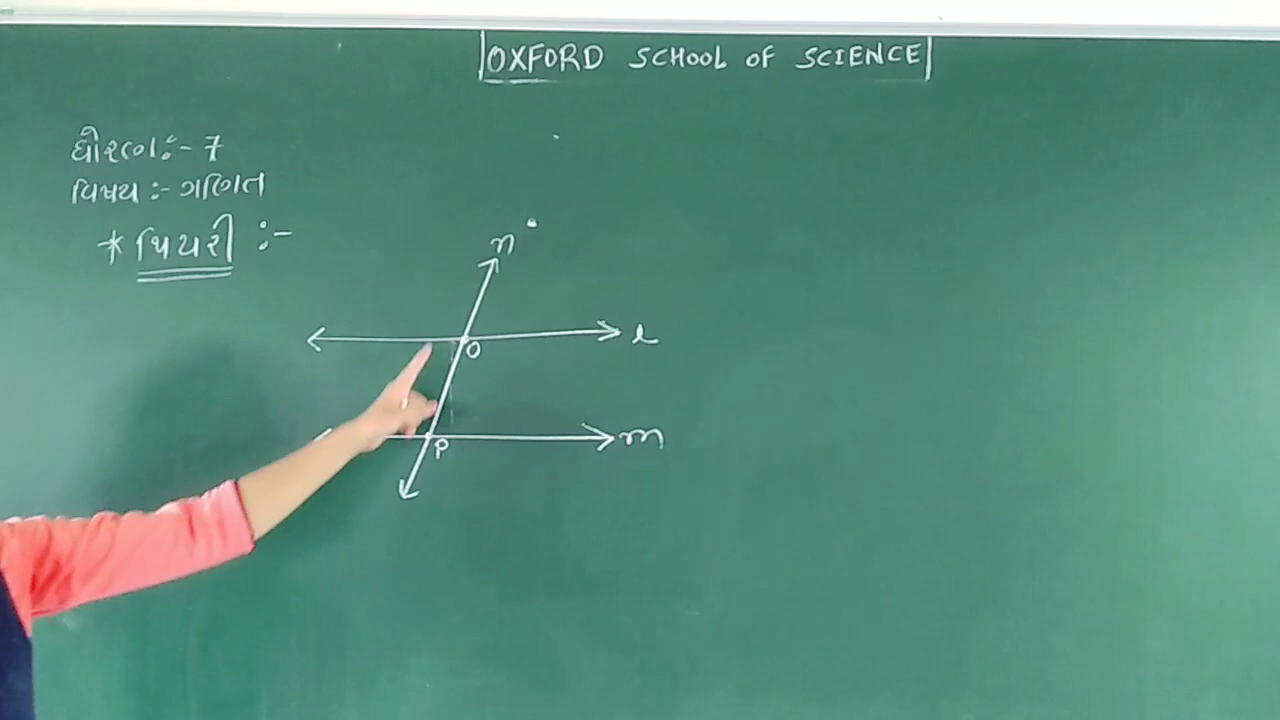 OXFORD SCHOOL OF SCIENCE
ધોરણ :- 7
વિષય :- ગણિત
* થિયરી :-
n
l
O
m
P